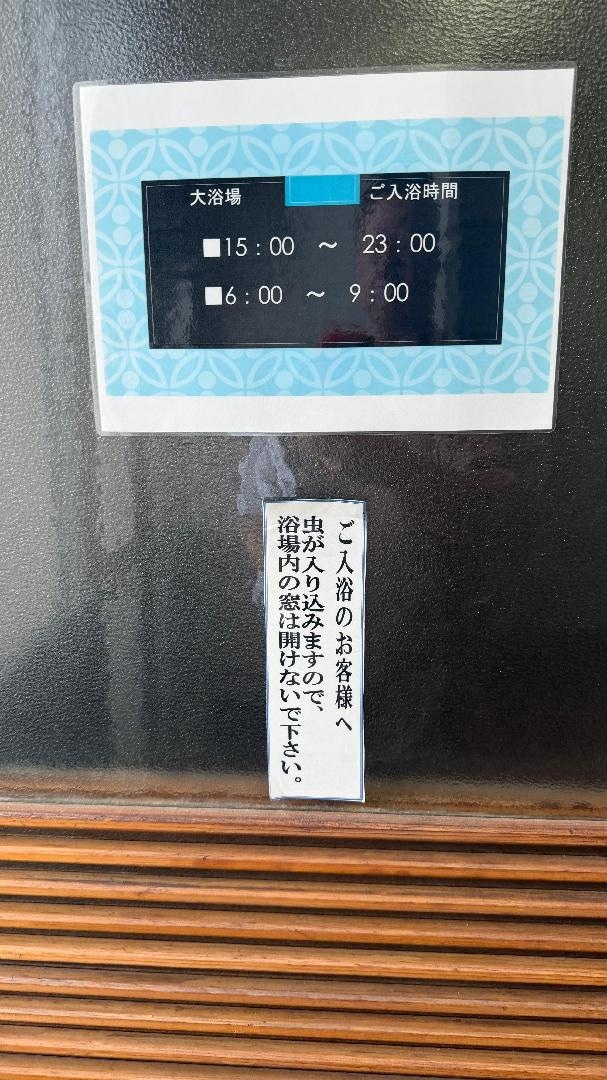 大浴場 ご入浴時間
■15：00 ～ 23：00
■6：00 ～ 9：00
ご入浴のお客様へ
虫が入り込みますので、
浴場内の窓は開けないで下さい。